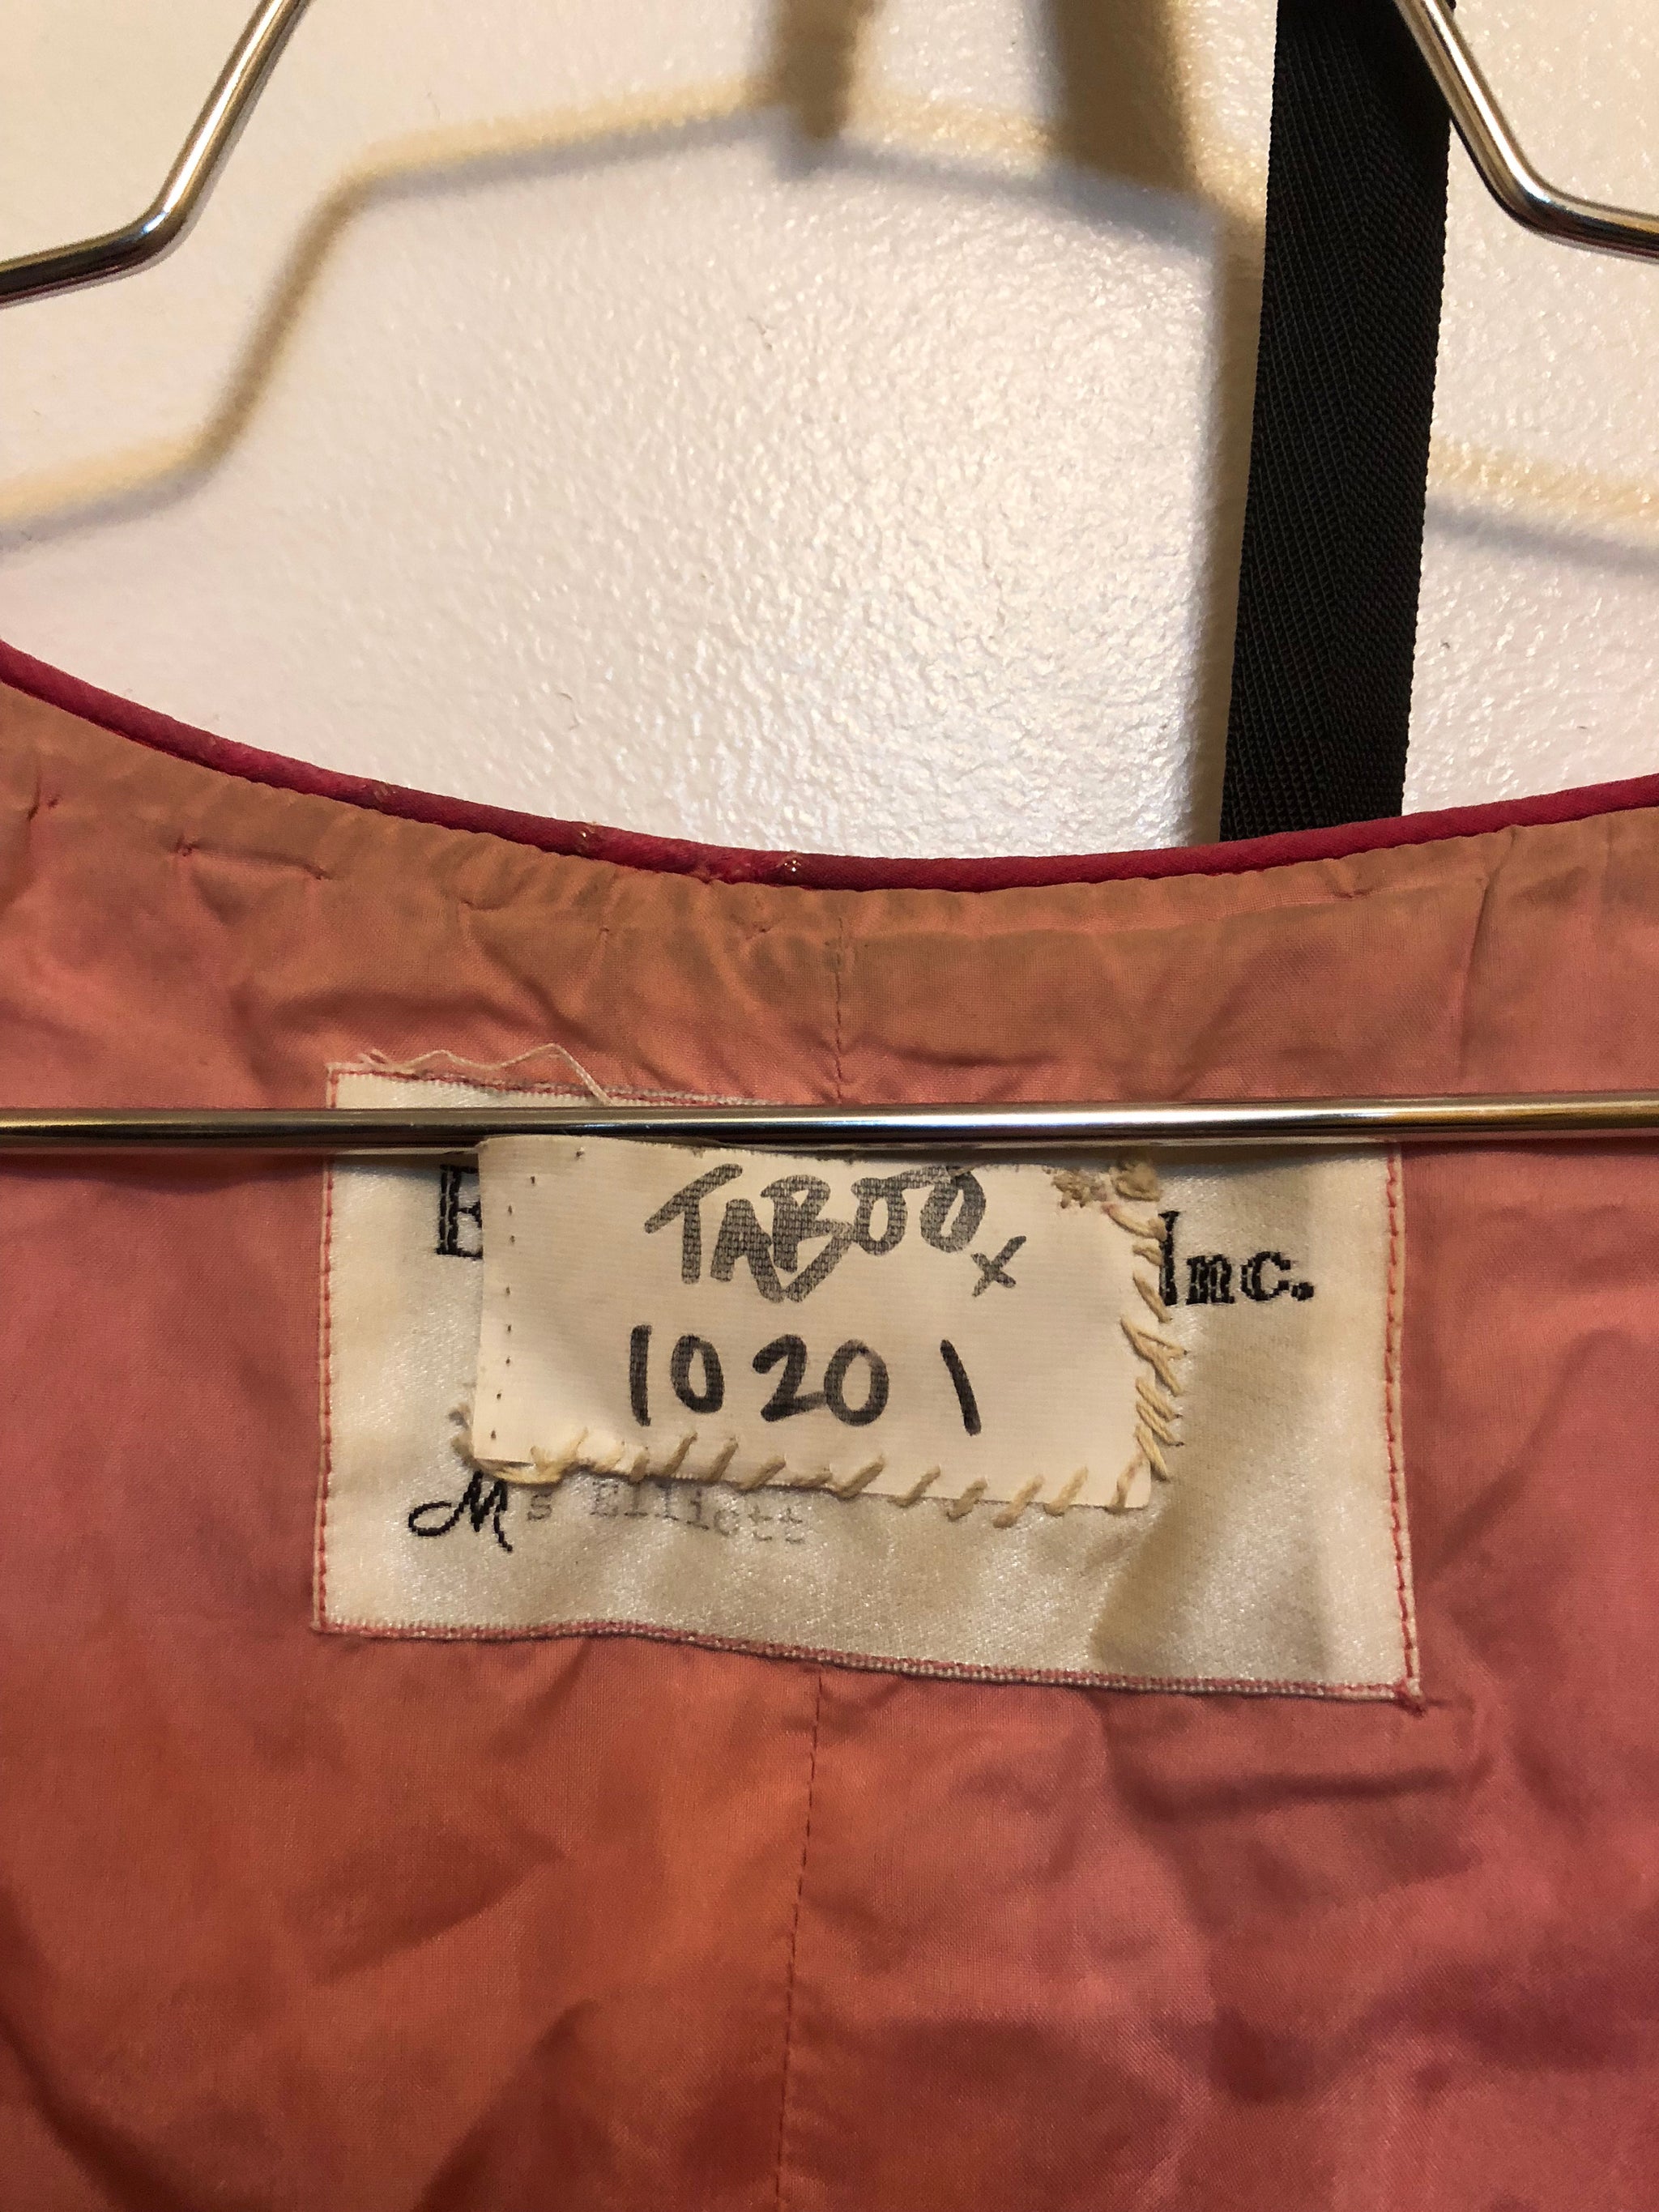 TABOO x
10201
Inc.
Ms Elliott